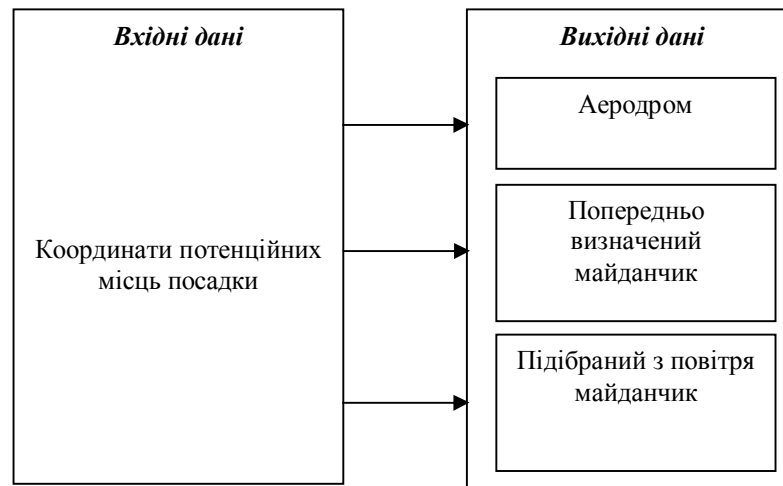 Вхідні дані
Координати потенційних
місць посадки
Вихідні дані
Аеродром
Попередньо
визначений
майданчик
Підібраний з повітря
майданчик